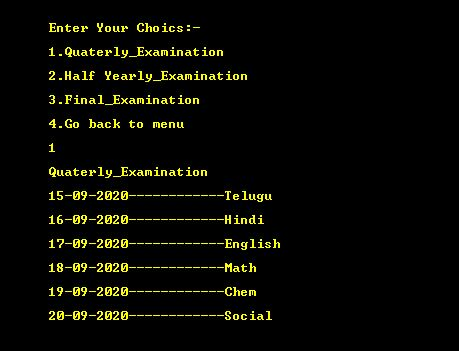 Enter Your Choics:-
1.Quaterly_Examination
2.Half Yearly_Examination
3.Final_Examination
4.Go back to menu
1
Quaterly_Examination
15-09-2020------------Telugu
16-09-2020------------Hindi
17-09-2020------------English
18-09-2020------------Math
19-09-2020------------Chem
20-09-2020------------Social